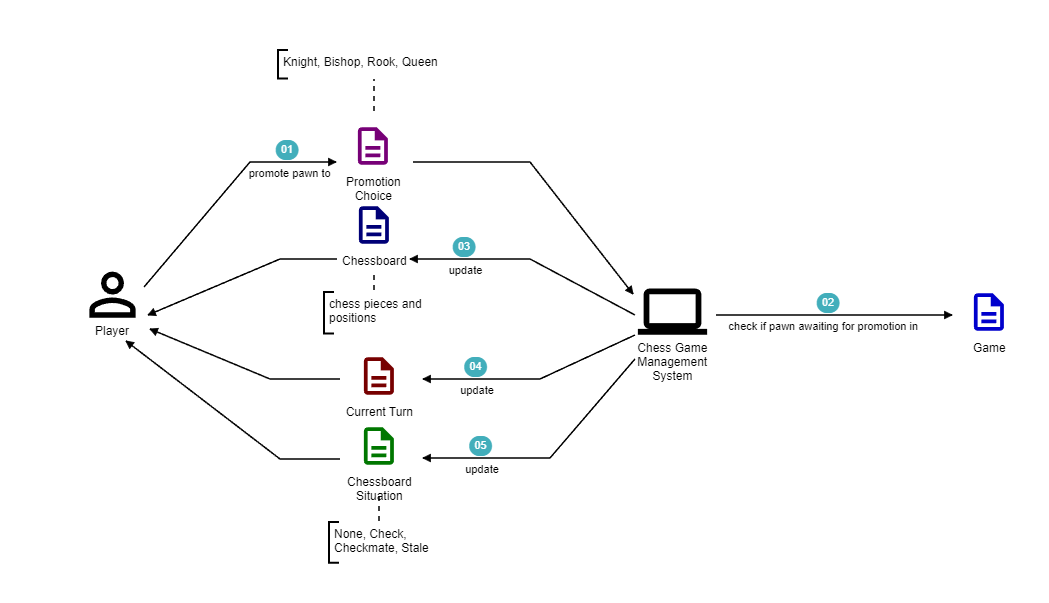 Knight, Bishop, Rook, Queen
01
promote pawn to
Promotion
Choice
03
Chessboard
update
chess pieces and
positions
Player
02
check if pawn awaiting for promotion in
Chess Game
Management
System
Game
04
update
Current Turn
05
update
Chessboard
Situation
None, Check,
Checkmate, Stale